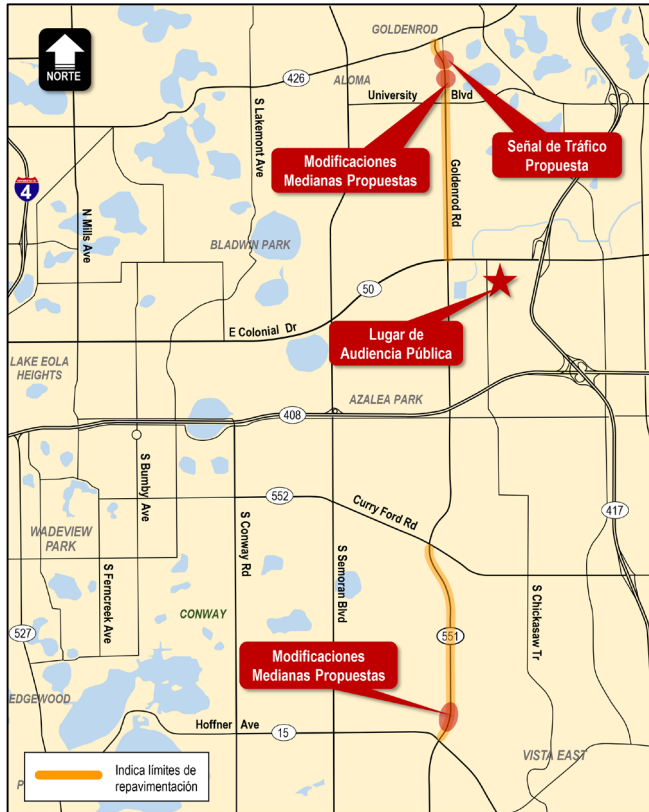 GOLDENROD
NORTE
426
ALOMA
University Blvd
S Lakemont Ave
Señal de Tráfico
Propuesta
Modificaciones
Medianas Propuestas
Goldenrod Rd
4
N Mills Ave
BLADWIN PARK
50
E Colonial Dr
Lugar de
Audiencia Pública
LAKE EOLA
HEIGHTS
AZALEA PARK
408
S Bumby Ave
552
Curry Ford Rd
417
WADEVIEW
PARK
S Conway Rd
S Semoran Blvd
S Ferncreek Ave
S Chickasaw Tr
CONWAY
527
551
Modificaciones
Medianas Propuestas
EDGEWOOD
Hoffner Ave
15
VISTA EAST
P
Indica límites de
repavimentación